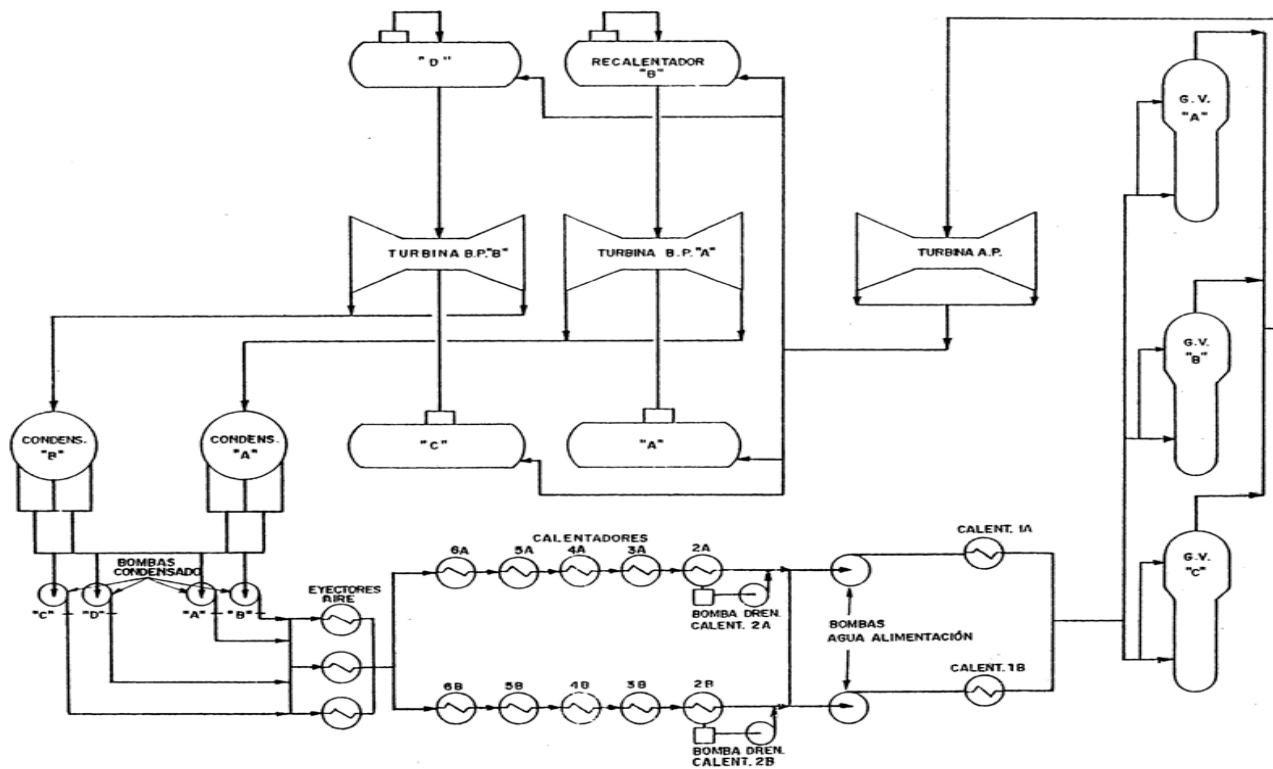 "D"
RECALENTADOR
"B"
G.V.
"A"
TURBINA B.P."B"
TURBINA B.P."A"
TURBINA A.P.
G.V.
"B"
CONDENS.
"B"
CONDENS.
"A"
"C"
"A"
CALENTADORES
6A
5A
4A
3A
2A
CALENT. 1A
G.V.
"C"
BOMBAS
CONDENSADO
"C"
"D"
"A"
"B"
EYECTORES
AIRE
BOMBA DREN.
CALENT. 2A
BOMBAS
AGUA ALIMENTACIÓN
6B
5B
4B
3B
2B
CALENT. 1B
BOMBA DREN.
CALENT. 2B